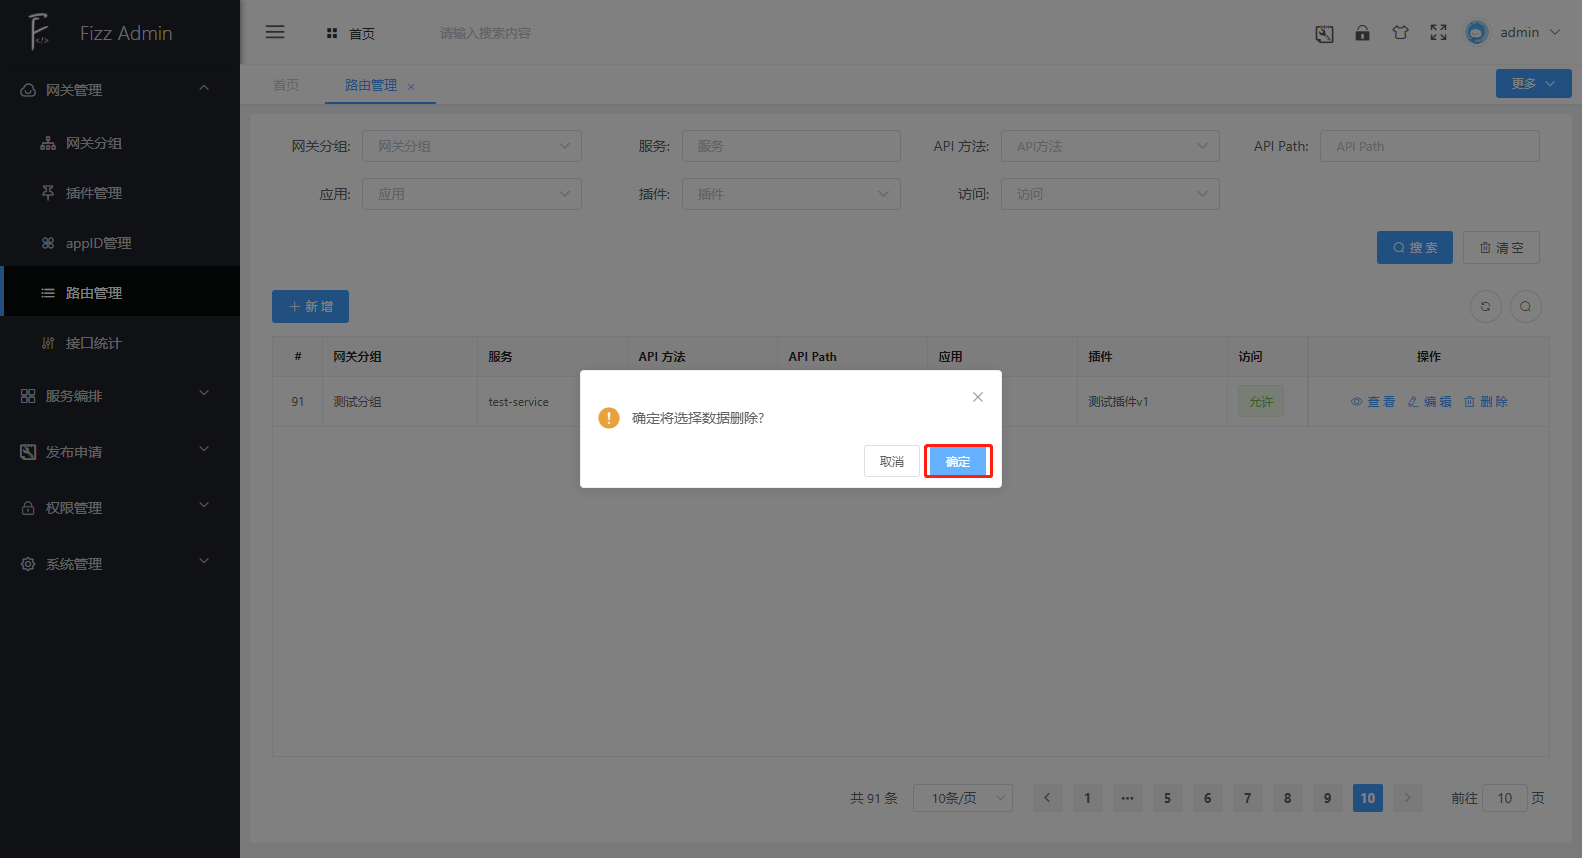 Fizz Admin
首页
请输入搜索内容
admin
网关管理
网关分组
插件管理
appID管理
路由管理
接口统计
服务编排
发布申请
权限管理
系统管理
首页 路由管理 ×
更多
网关分组: 网关分组 服务: 服务 API 方法: API方法 API Path: API Path
应用: 应用 插件: 插件 访问: 访问
搜 索 清 空
新 增
# 网关分组 服务 API 方法 API Path 应用 插件 访问 操作
91 测试分组 test-service 测试插件v1 允许 查 看 编 辑 删 除
确定将选择数据删除?
取消 确定
共 91 条 10条/页 1 ··· 5 6 7 8 9 10 前往 10 页